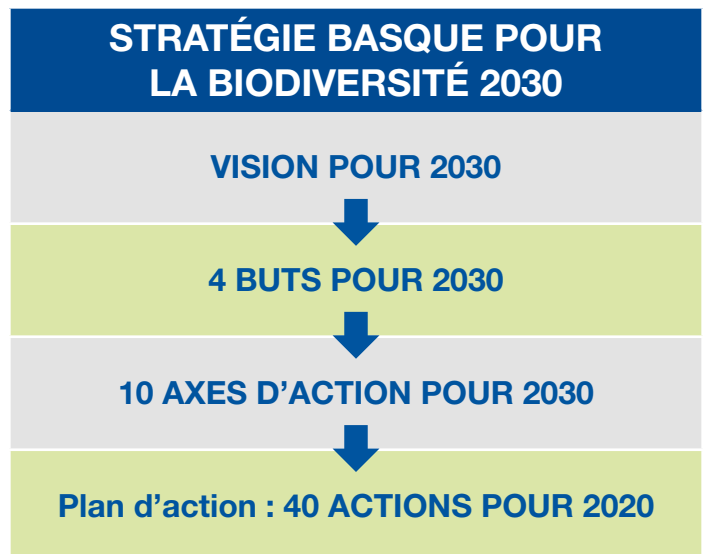 STRATÉGIE BASQUE POUR
LA BIODIVERSITÉ 2030
VISION POUR 2030
4 BUTS POUR 2030
10 AXES D’ACTION POUR 2030
Plan d’action : 40 ACTIONS POUR 2020